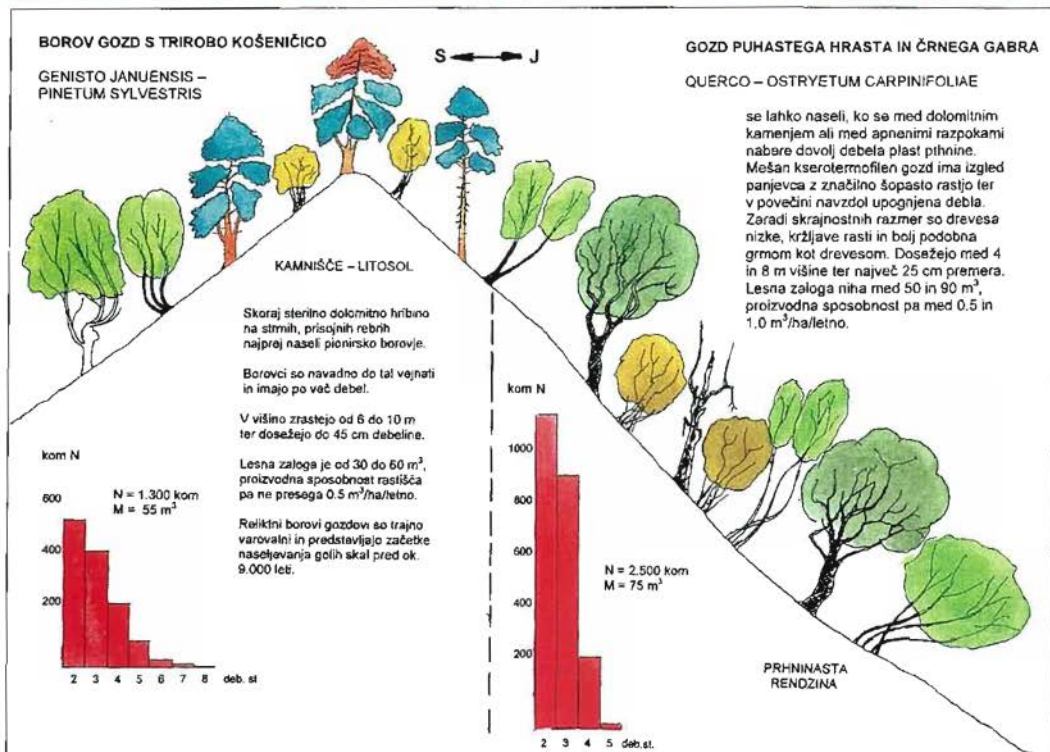 BOROV GOZD S TRIROBO KOŠENIČICO
GENISTO JANUENSIS –
PINETUM SYLVESTRIS
S J
GOZD PUHASTEGA HRASTA IN ČRNEGA GABRA
QUERCO – OSTRYETUM CARPINIFOLIAE
se lahko naseli, ko se med dolomitnim
kamenjem ali med apnenimi razpokami
nabere dovolj debela plast prhnine.
Mešan kserotermofilen gozd ima izgled
panjevca z značilno šopasto rastjo ter
v povečini navzdol upognjena debla.
Zaradi skrajnostnih razmer so drevesa
nizke, kržljave rasti in bolj podobna
grmom kot drevesom. Dosežejo med 4
in 8 m višine ter največ 25 cm premera.
Lesna zaloga niha med 50 in 90 m³,
proizvodna sposobnost pa med 0.5 in
1,0 m³/ha/letno.
KAMNIŠČE – LITOSOL
Skoraj sterilno dolomitno hribino
na strmih, prisojnih rebrih
najprej naseli pionirsko borovje.
Borovci so navadno do tal vejnati
in imajo po več debel.
V višino zrastejo od 6 do 10 m
ter dosežejo do 45 cm debeline.
Lesna zaloga je od 30 do 60 m³,
proizvodna sposobnost rastišča
pa ne presega 0.5 m³/ha/letno.
Reliktni borovi gozdovi so trajno
varovalni in predstavljajo začetke
naseljevanja golih skal pred ok.
9.000 leti.
kom N
600
400
200
N = 1.300 kom
M = 55 m³
2 3 4 5 6 7 8 deb. st
kom N
1000
800
600
400
200
N = 2.500 kom
M = 75 m³
2 3 4 5 deb.st.
PRHNINASTA
RENDZINA